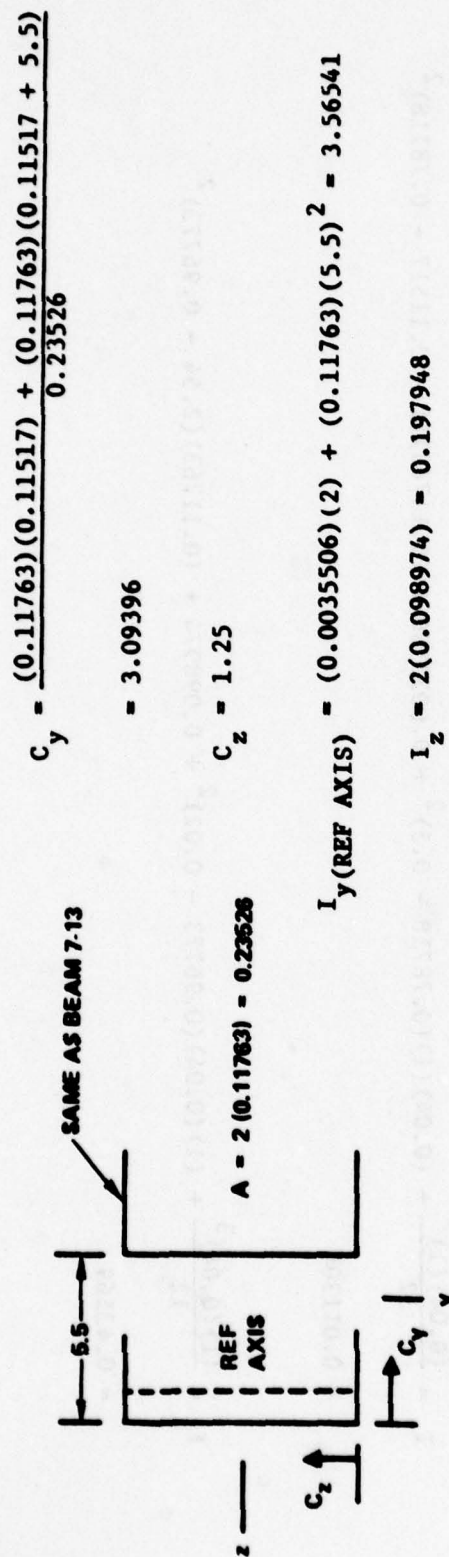 SAME AS BEAM 7-13
5.5
REF
AXIS
z
C_z
C_y
y
A = 2 (0.11763) = 0.23526
C_y = (0.11763)(0.11517) + (0.11763)(0.11517 + 5.5)
0.23526
= 3.09396
C_z = 1.25
I_y(REF AXIS) = (0.0035506)(2) + (0.11763)(5.5)^2 = 3.56541
I_z = 2(0.098974) = 0.197948